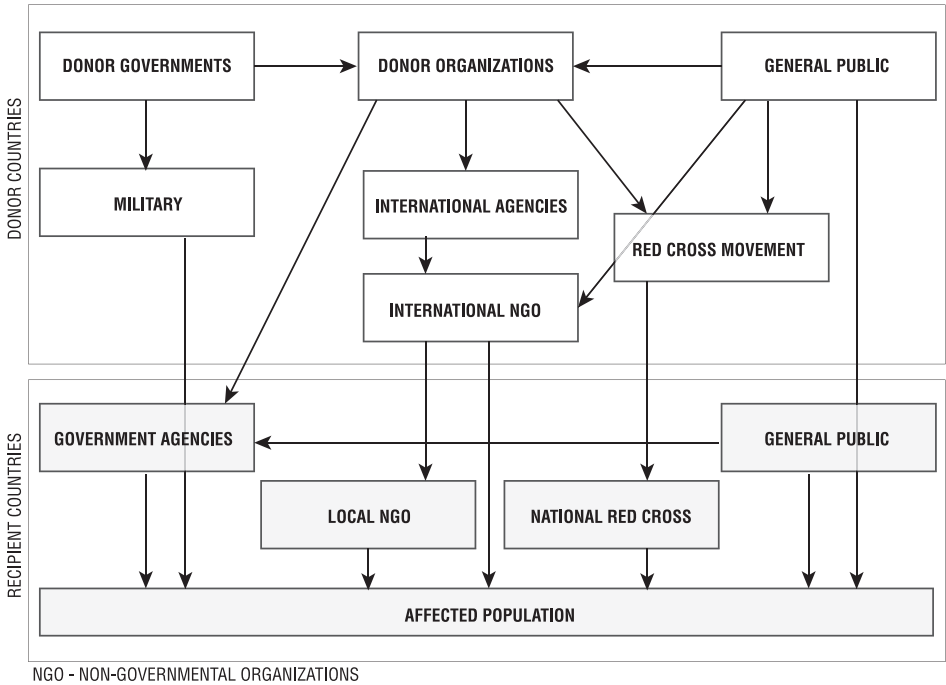 DONOR COUNTRIES
DONOR GOVERNMENTS
DONOR ORGANIZATIONS
GENERAL PUBLIC
MILITARY
INTERNATIONAL AGENCIES
RED CROSS MOVEMENT
INTERNATIONAL NGO
RECIPIENT COUNTRIES
GOVERNMENT AGENCIES
GENERAL PUBLIC
LOCAL NGO
NATIONAL RED CROSS
AFFECTED POPULATION
NGO - NON-GOVERNMENTAL ORGANIZATIONS